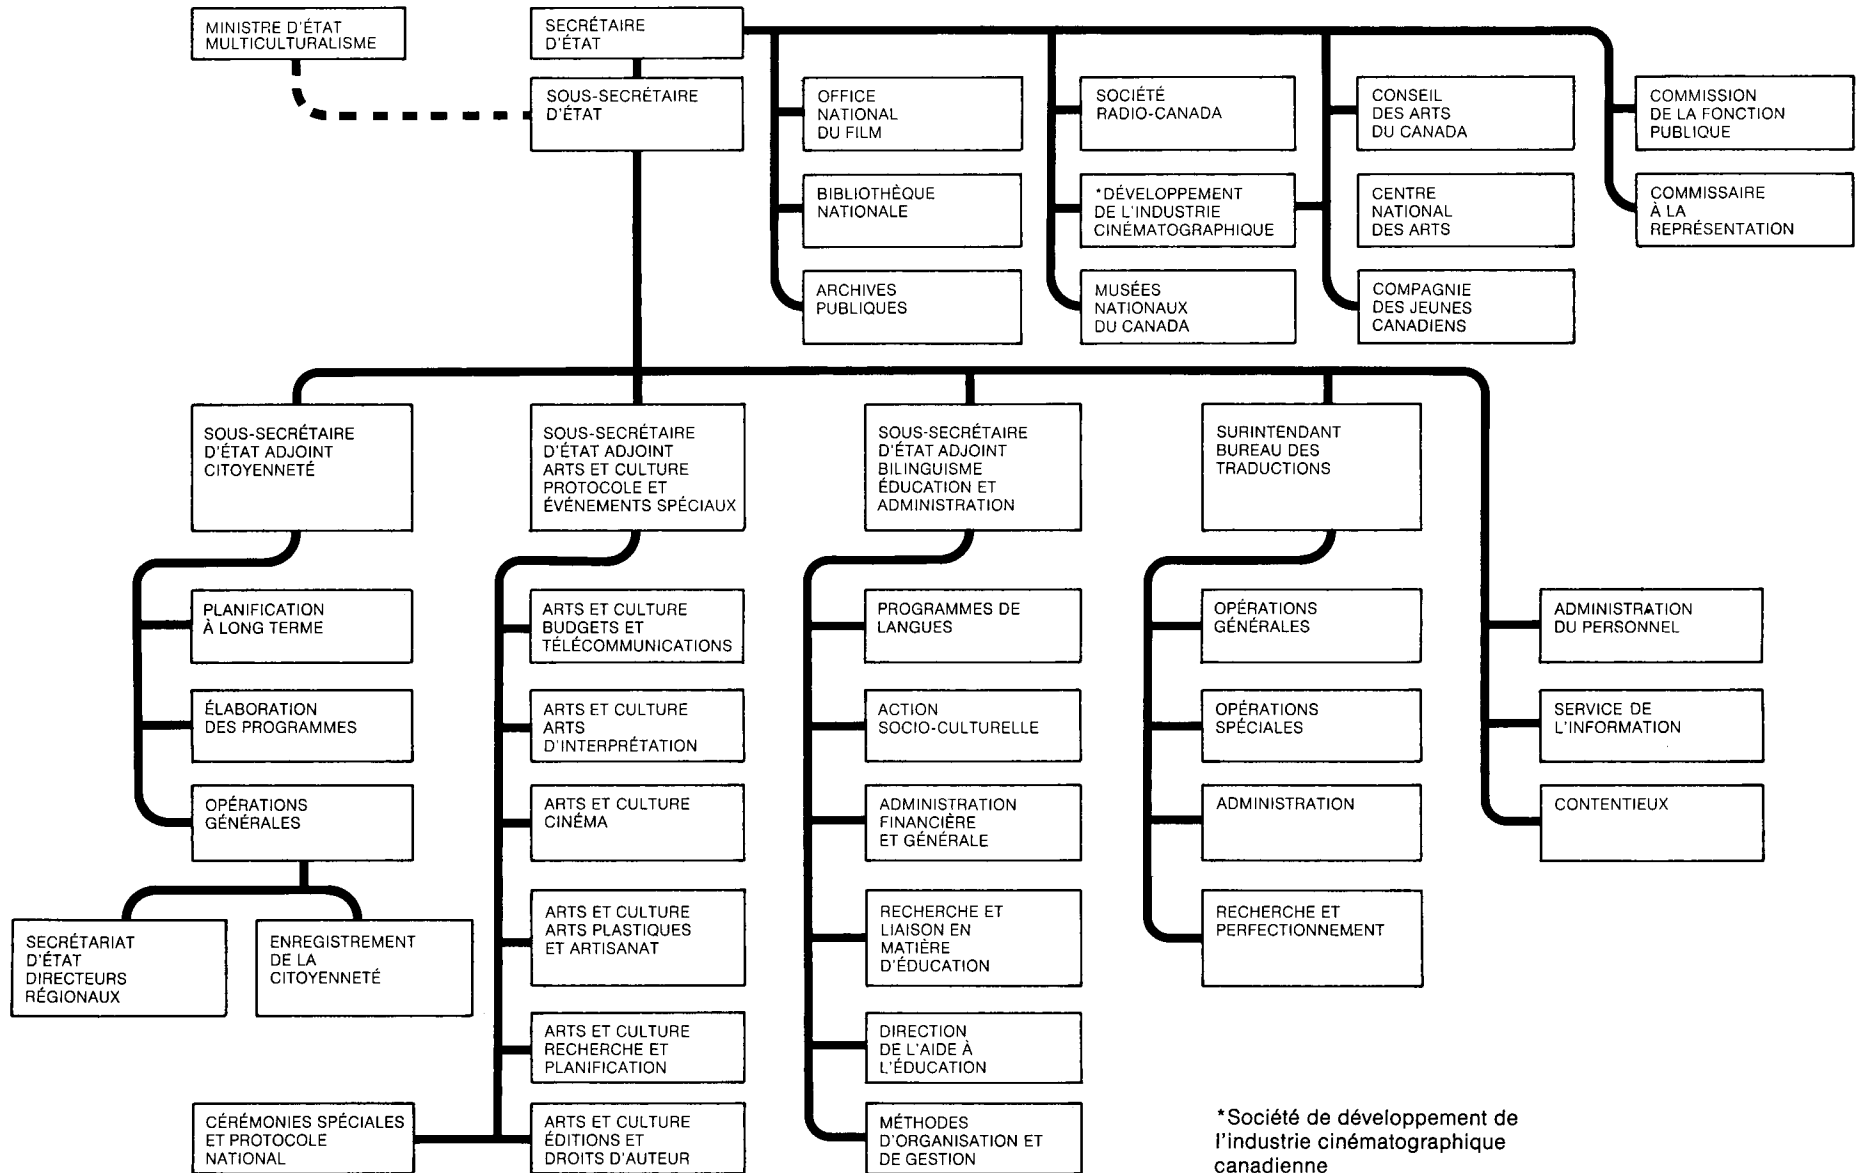 MINISTRE D'ÉTAT
MULTICULTURALISME
SECRÉTAIRE
D'ÉTAT
SOUS-SECRÉTAIRE
D'ÉTAT
OFFICE
NATIONAL
DU FILM
BIBLIOTHÈQUE
NATIONALE
ARCHIVES
PUBLIQUES
SOCIÉTÉ
RADIO-CANADA
*DÉVELOPPEMENT
DE L'INDUSTRIE
CINÉMATOGRAPHIQUE
MUSÉES
NATIONAUX
DU CANADA
CONSEIL
DES ARTS
DU CANADA
CENTRE
NATIONAL
DES ARTS
COMPAGNIE
DES JEUNES
CANADIENS
COMMISSION
DE LA FONCTION
PUBLIQUE
COMMISSAIRE
À LA
REPRÉSENTATION
SOUS-SECRÉTAIRE
D'ÉTAT ADJOINT
CITOYENNETÉ
PLANIFICATION
À LONG TERME
ÉLABORATION
DES PROGRAMMES
OPÉRATIONS
GÉNÉRALES
SECRÉTARIAT
D'ÉTAT
DIRECTEURS
RÉGIONAUX
ENREGISTREMENT
DE LA
CITOYENNETÉ
SOUS-SECRÉTAIRE
D'ÉTAT ADJOINT
ARTS ET CULTURE
PROTOCOLE ET
ÉVÉNEMENTS SPÉCIAUX
ARTS ET CULTURE
BUDGETS ET
TÉLÉCOMMUNICATIONS
ARTS ET CULTURE
ARTS
D'INTERPRÉTATION
ARTS ET CULTURE
CINÉMA
ARTS ET CULTURE
ARTS PLASTIQUES
ET ARTISANAT
ARTS ET CULTURE
RECHERCHE ET
PLANIFICATION
CÉRÉMONIES SPÉCIALES
ET PROTOCOLE
NATIONAL
ARTS ET CULTURE
ÉDITIONS ET
DROITS D'AUTEUR
SOUS-SECRÉTAIRE
D'ÉTAT ADJOINT
BILINGUISME
ÉDUCATION ET
ADMINISTRATION
PROGRAMMES DE
LANGUES
ACTION
SOCIO-CULTURELLE
ADMINISTRATION
FINANCIÈRE
ET GÉNÉRALE
RECHERCHE ET
LIAISON EN
MATIÈRE
D'ÉDUCATION
DIRECTION
DE L'AIDE À
L'ÉDUCATION
MÉTHODES
D'ORGANISATION ET
DE GESTION
SURINTENDANT
BUREAU DES
TRADUCTIONS
OPÉRATIONS
GÉNÉRALES
OPÉRATIONS
SPÉCIALES
ADMINISTRATION
RECHERCHE ET
PERFECTIONNEMENT
ADMINISTRATION
DU PERSONNEL
SERVICE DE
L'INFORMATION
CONTENTIEUX
*Société de développement de
l'industrie cinématographique
canadienne